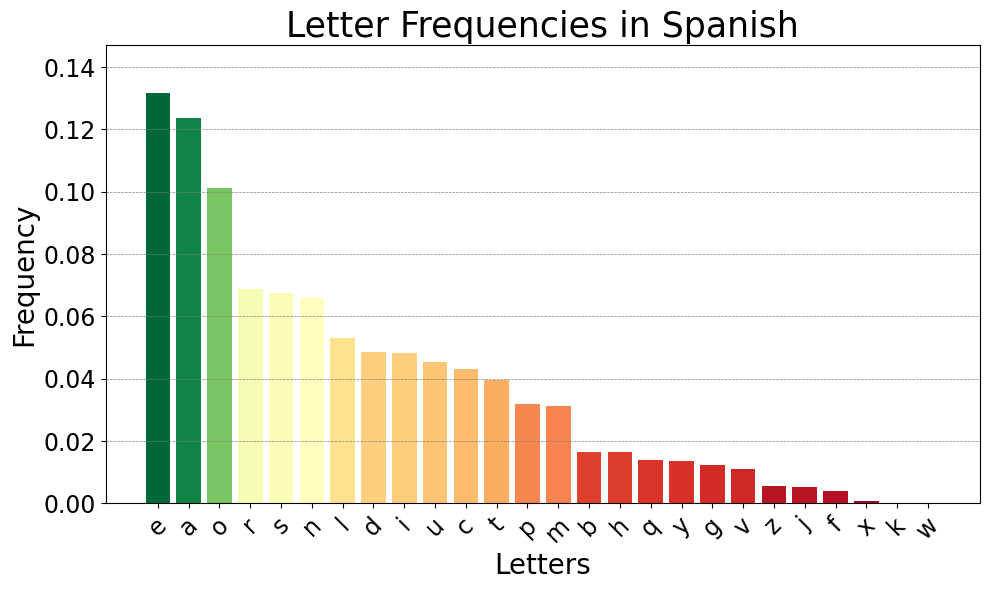 Letter Frequencies in Spanish
Frequency
0.14
0.12
0.10
0.08
0.06
0.04
0.02
0.00
e a o r s n l d i u c t p m b h q y g v z j f x k w
Letters